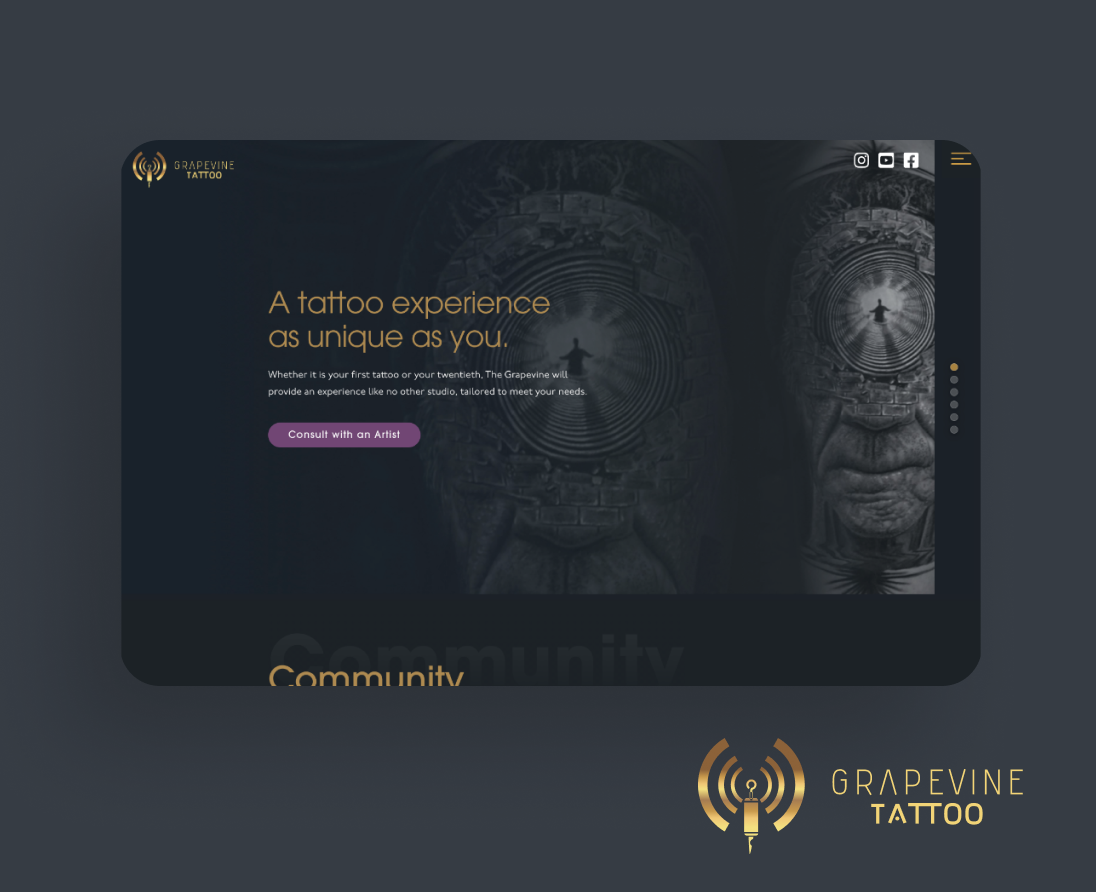 GRAPEVINE
TATTOO
A tattoo experience
as unique as you.
Whether it is your first tattoo or your twentieth, The Grapevine will
provide an experience like no other studio, tailored to meet your needs.
Consult with an Artist
Community
Community
GRAPEVINE
TATTOO